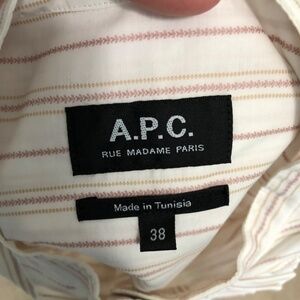 A.P.C.
RUE MADAME PARIS
Made in Tunisia
38